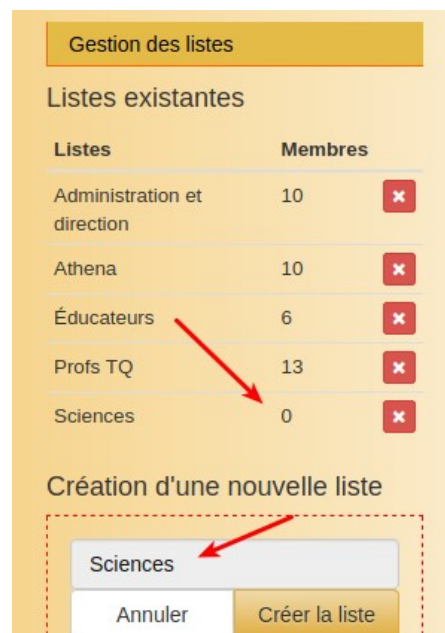 Gestion des listes
Listes existantes
Listes Membres
Administration et direction 10
Athena 10
Éducateurs 6
Profs TQ 13
Sciences 0
Création d'une nouvelle liste
Sciences
Annuler Créer la liste